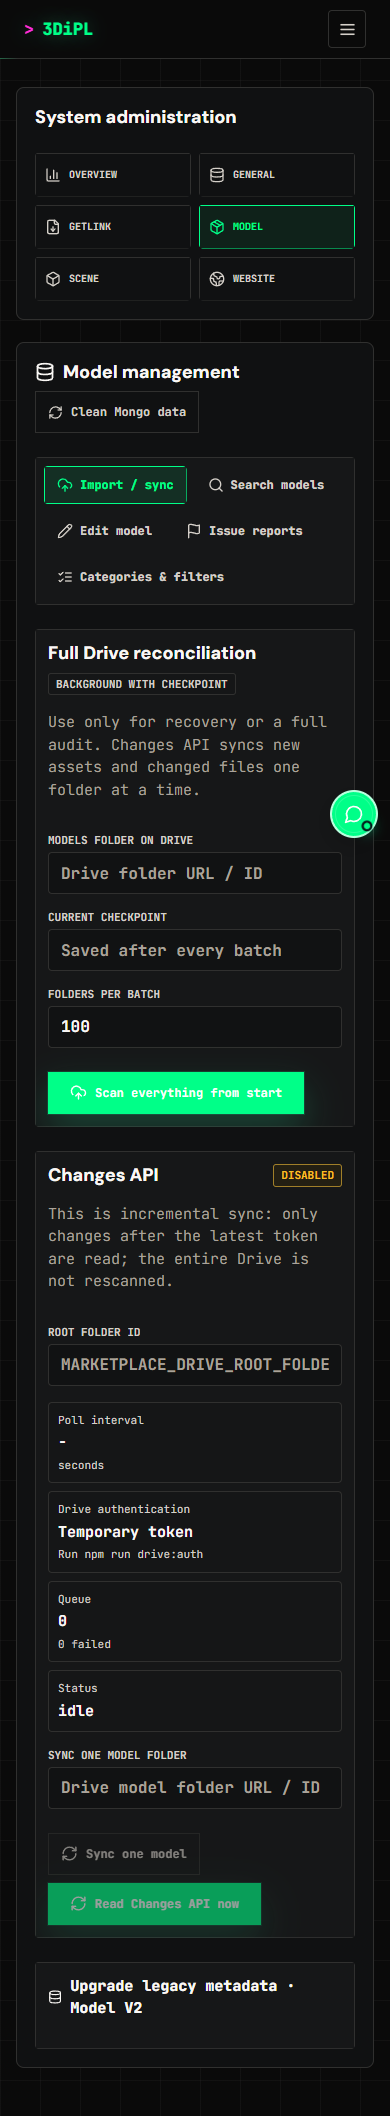 > 3DiPL
System administration
OVERVIEW
GENERAL
GETLINK
MODEL
SCENE
WEBSITE
Model management
Clean Mongo data
Import / sync
Search models
Edit model
Issue reports
Categories & filters
Full Drive reconciliation
BACKGROUND WITH CHECKPOINT
Use only for recovery or a full
audit. Changes API syncs new
assets and changed files one
folder at a time.
MODELS FOLDER ON DRIVE
Drive folder URL / ID
CURRENT CHECKPOINT
Saved after every batch
FOLDERS PER BATCH
100
Scan everything from start
Changes API
DISABLED
This is incremental sync: only
changes after the latest token
are read; the entire Drive is
not rescanned.
ROOT FOLDER ID
MARKETPLACE_DRIVE_ROOT_FOLDE
Poll interval
-
seconds
Drive authentication
Temporary token
Run npm run drive:auth
Queue
0
0 failed
Status
idle
SYNC ONE MODEL FOLDER
Drive model folder URL / ID
Sync one model
Read Changes API now
Upgrade legacy metadata ·
Model V2